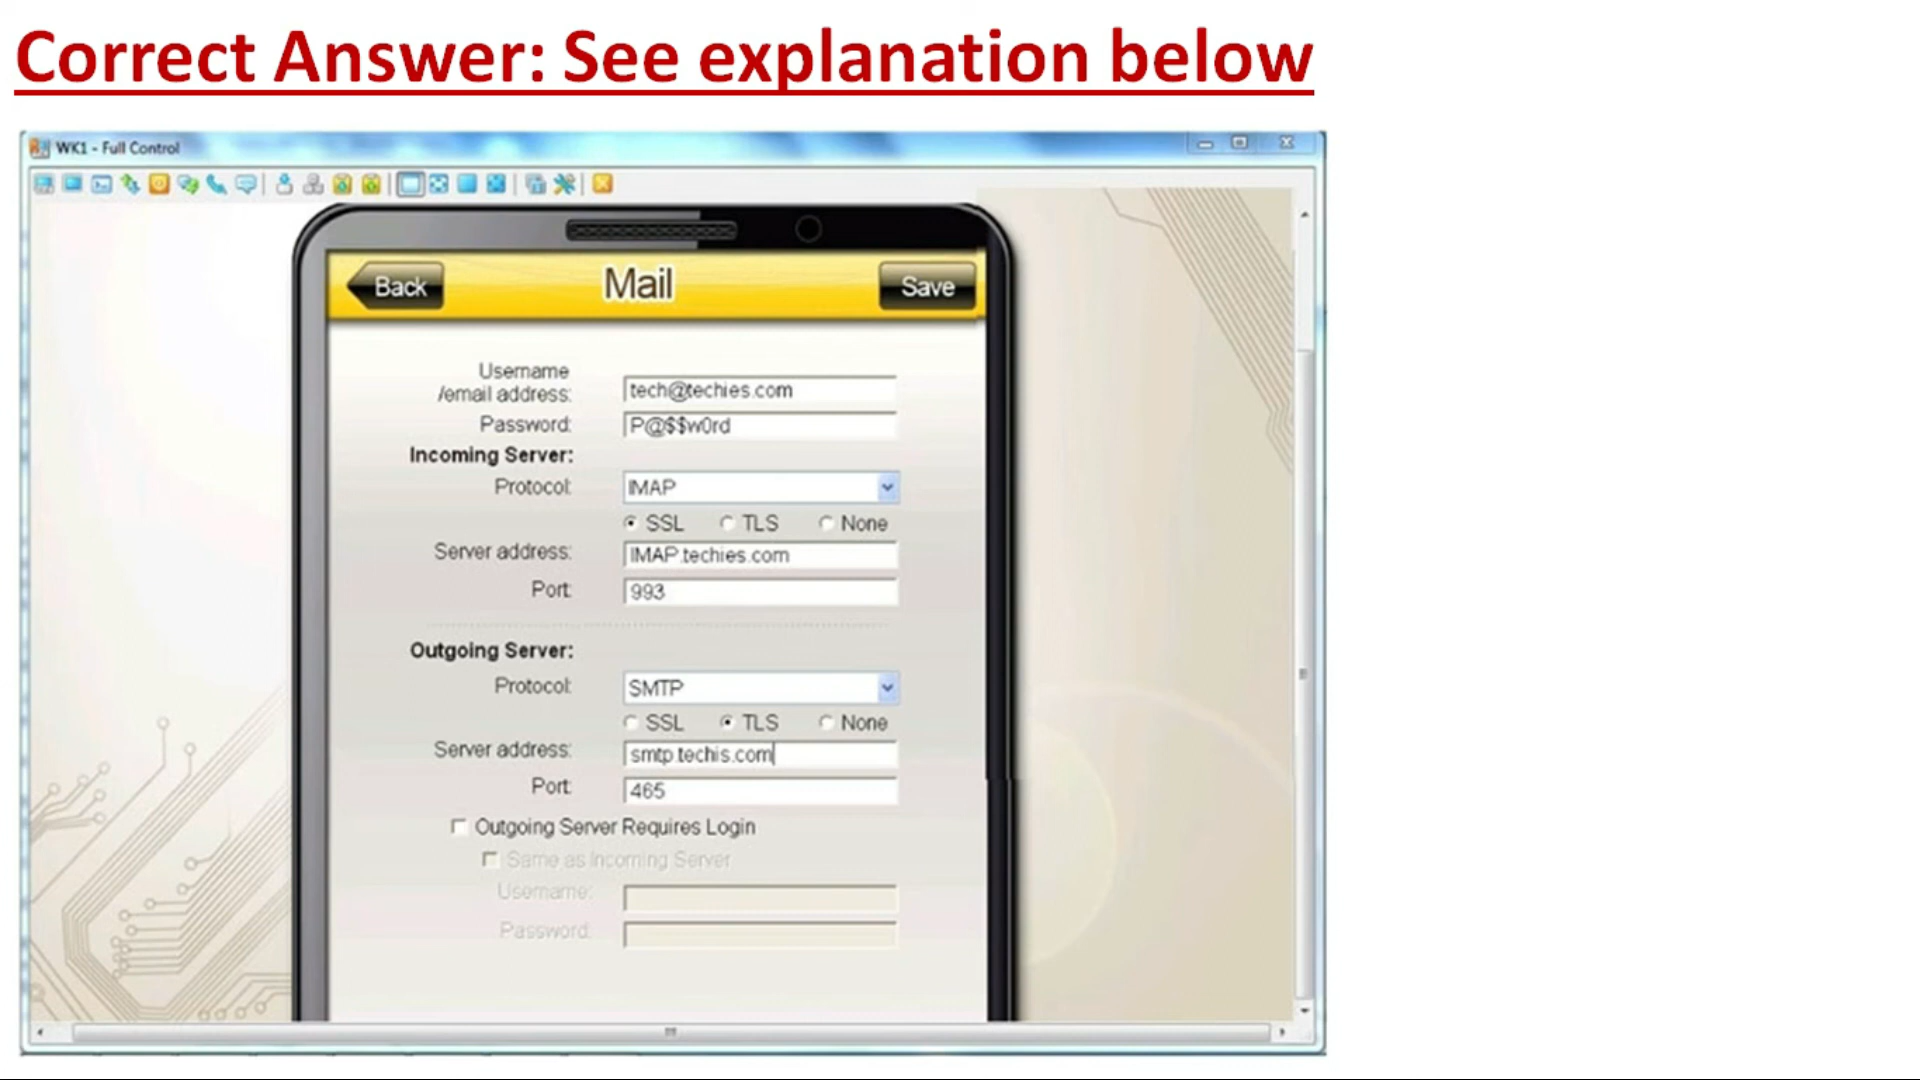 Correct Answer: See explanation below
WK1 - Full Control
Back
Mail
Save
Username
/email address:
tech@techies.com
Password:
P@$$w0rd
Incoming Server:
Protocol:
IMAP
SSL TLS None
Server address:
IMAP.techies.com
Port:
993
Outgoing Server:
Protocol:
SMTP
SSL TLS None
Server address:
smtp.techis.com
Port:
465
Outgoing Server Requires Login
Same as Incoming Server
Username:
Password: